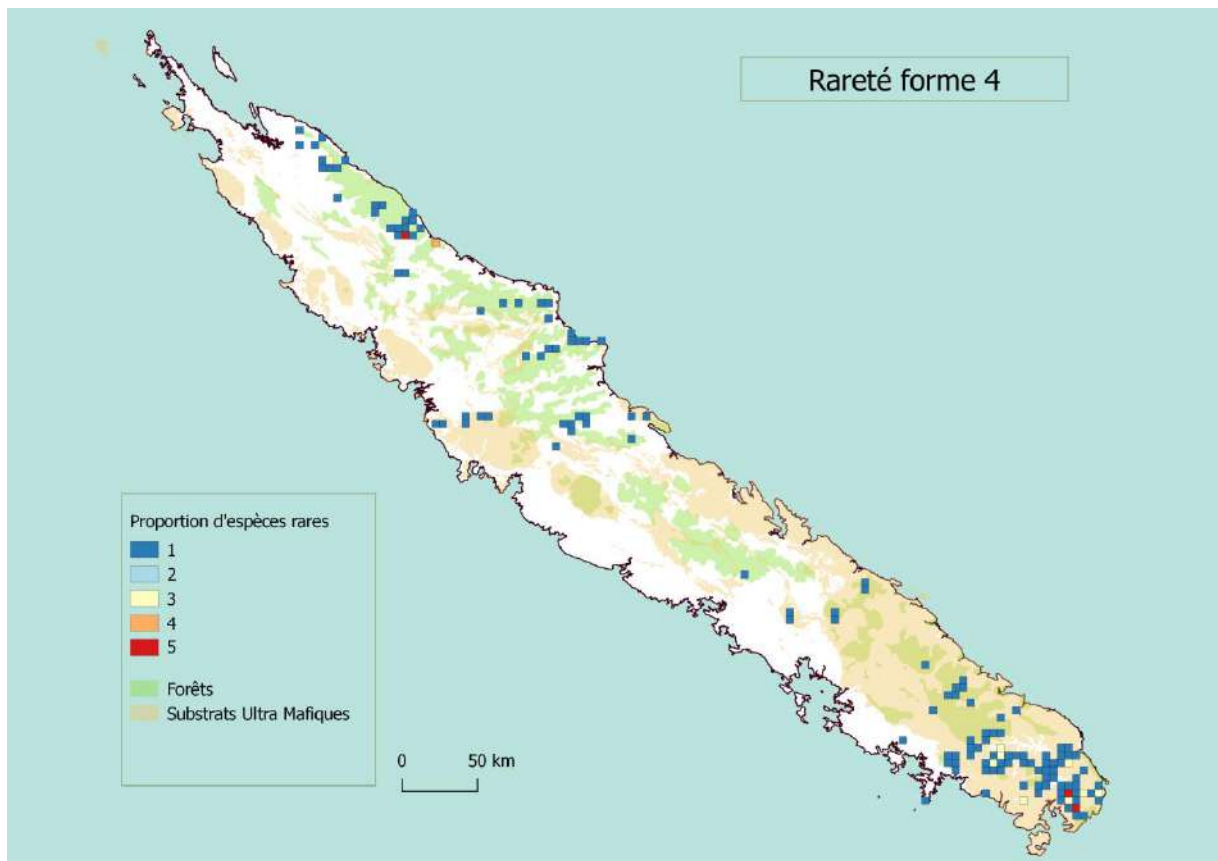 Rareté forme 4
Proportion d'espèces rares
1
2
3
4
5
Forêts
Substrats Ultra Mafiques
0 50 km